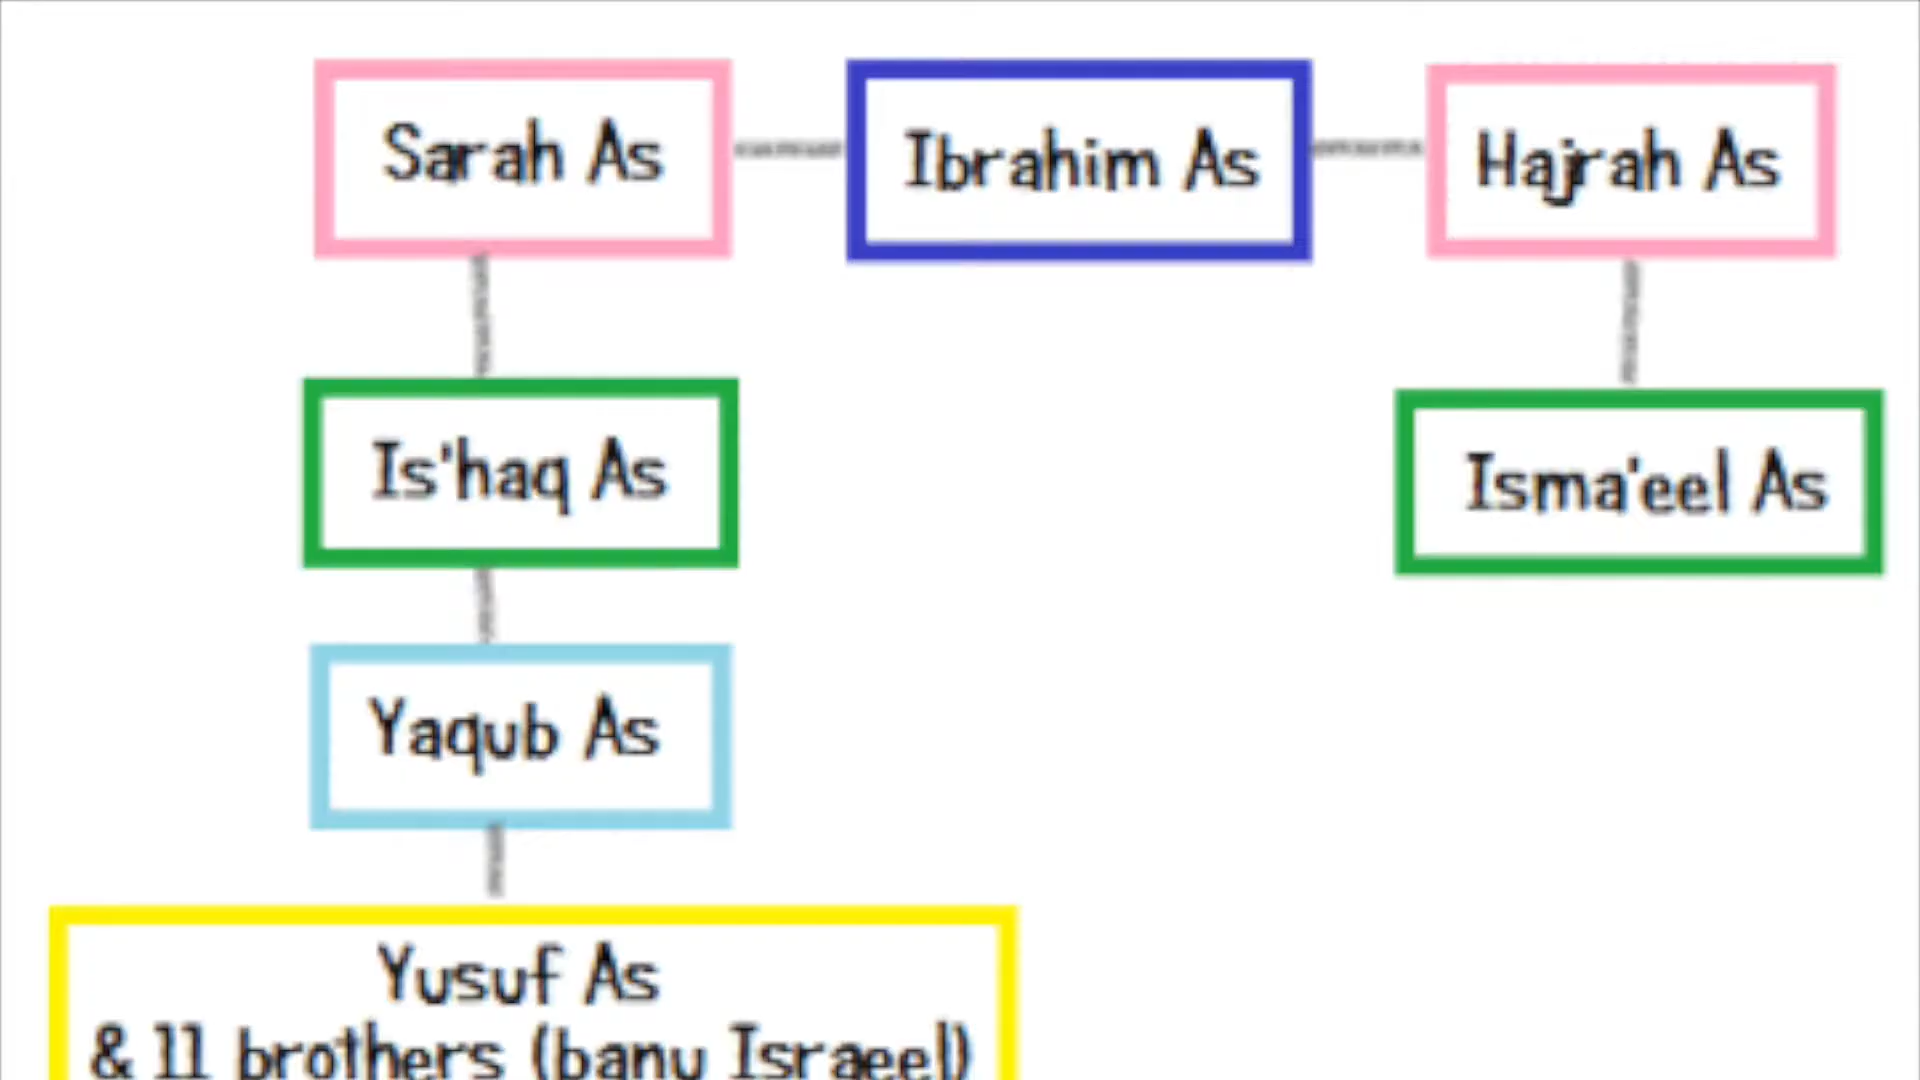 Sarah As
Ibrahim As
Hajrah As
Is'haq As
Isma'eel As
Yaqub As
Yusuf As
& 11 brothers (banu Israeel)